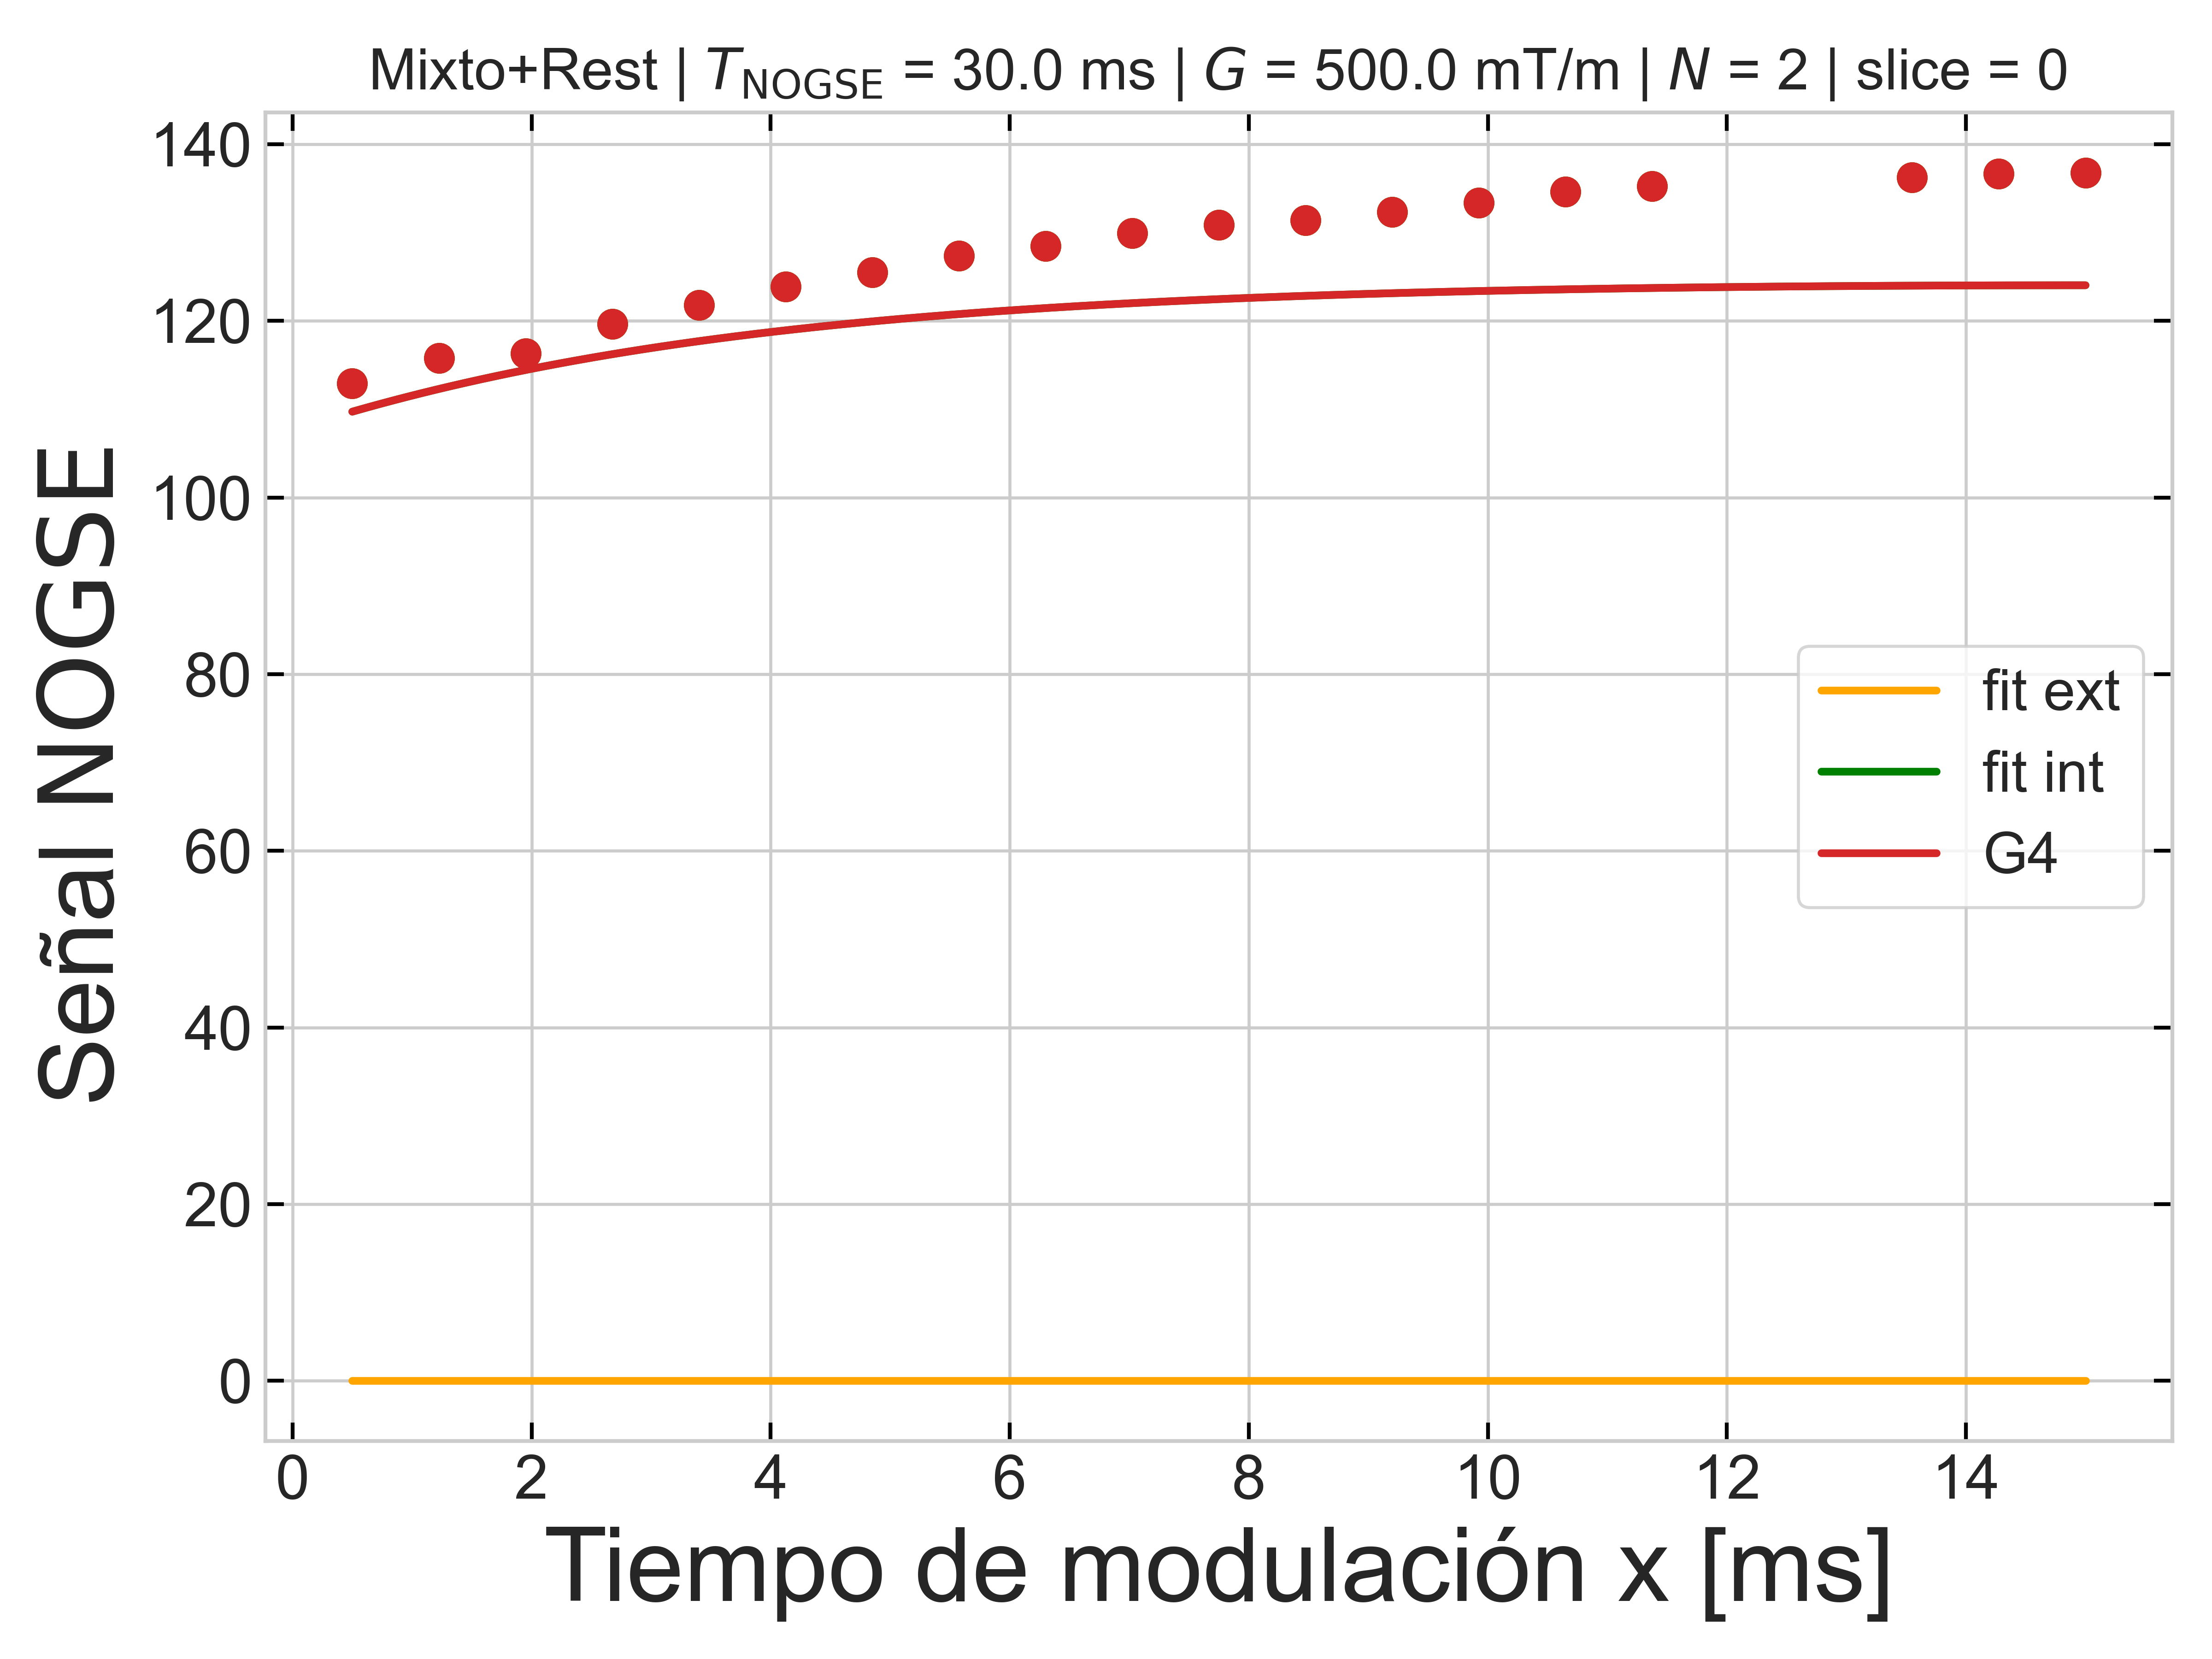 Mixto+Rest | T_NOGSE = 30.0 ms | G = 500.0 mT/m | N = 2 | slice = 0
Señal NOGSE
140
120
100
80
60
40
20
0
fit ext
fit int
G4
0 2 4 6 8 10 12 14
Tiempo de modulación x [ms]